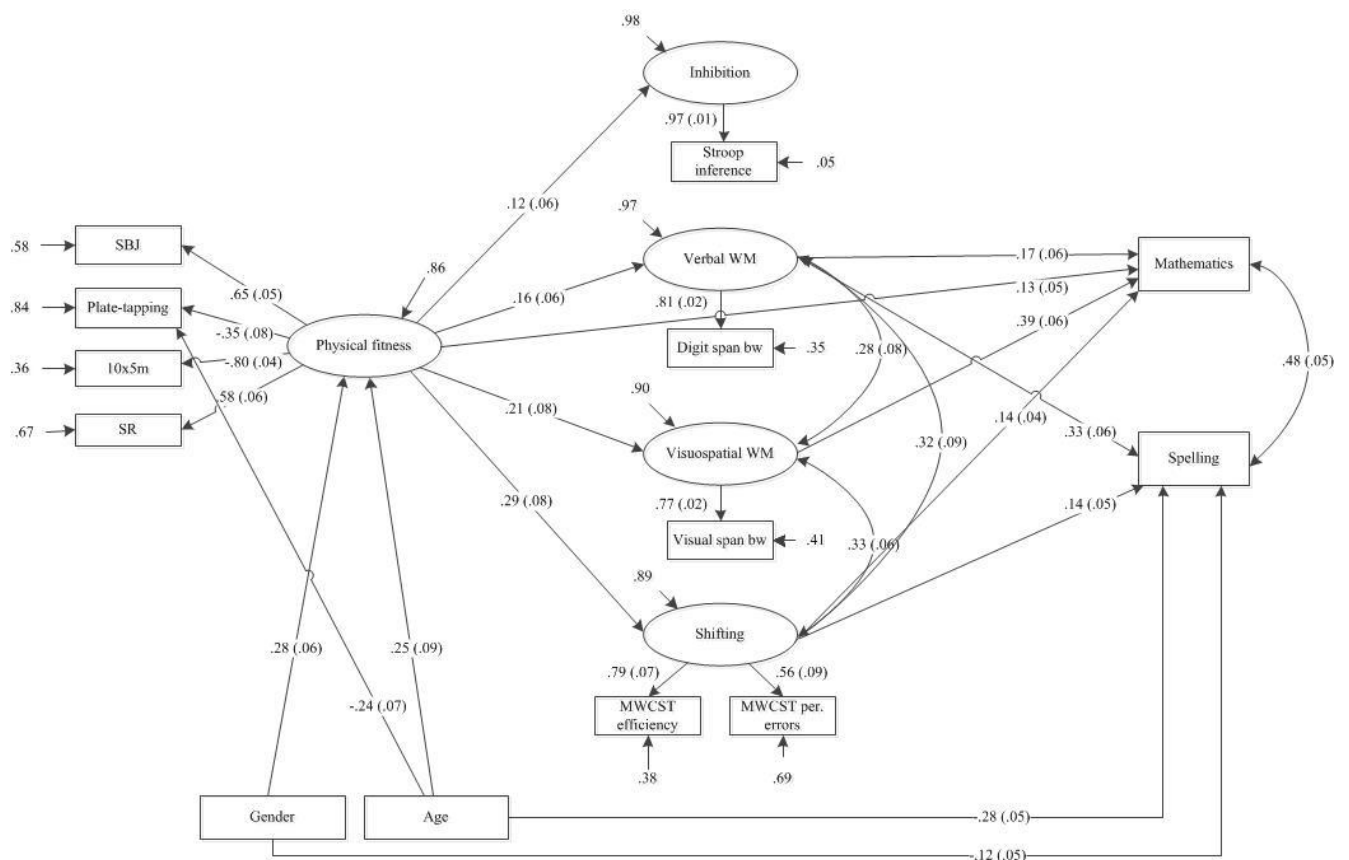 .98
Inhibition
.97 (.01)
Stroop
inference
.05
.12 (.06)
.97
Verbal WM
.81 (.02)
Digit span bw
.35
.58
SBJ
.84
Plate-tapping
.36
10x5m
.67
SR
.65 (.05)
-.35 (.08)
-.80 (.04)
.58 (.06)
.86
Physical fitness
.16 (.06)
.21 (.08)
.29 (.08)
.90
Visuospatial WM
.77 (.02)
Visual span bw
.41
.89
Shifting
.79 (.07)
.56 (.09)
MWCST
efficiency
MWCST per.
errors
.38
.69
.17 (.06)
.13 (.05)
.39 (.06)
.28 (.08)
.14 (.04)
.32 (.09)
.33 (.06)
.33 (.06)
.14 (.05)
Mathematics
.48 (.05)
Spelling
.28 (.06)
.25 (.09)
-.24 (.07)
Gender
Age
-.28 (.05)
-.12 (.05)